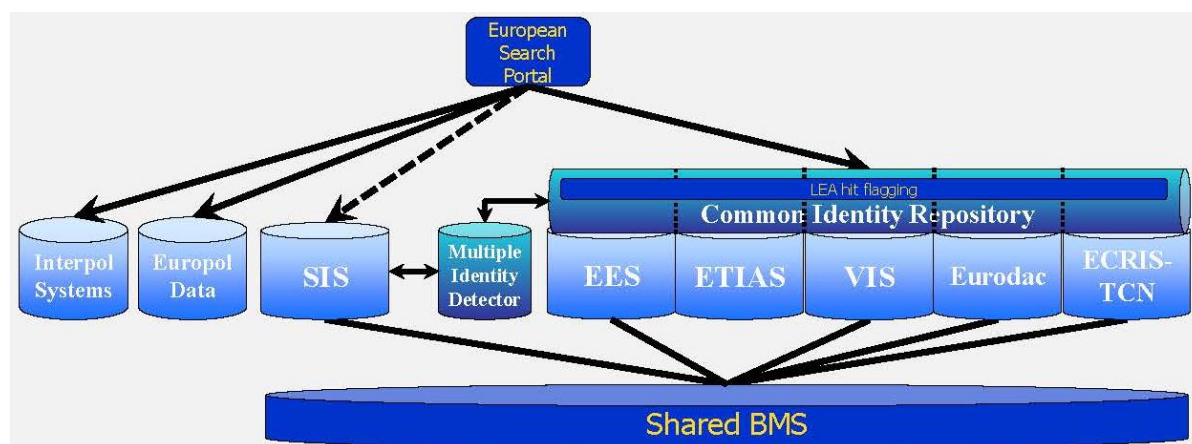 European
Search
Portal
LEA hit flagging
Common Identity Repository
Interpol
Systems
Europol
Data
SIS
Multiple
Identity
Detector
EES
ETIAS
VIS
Eurodac
ECRIS-
TCN
Shared BMS